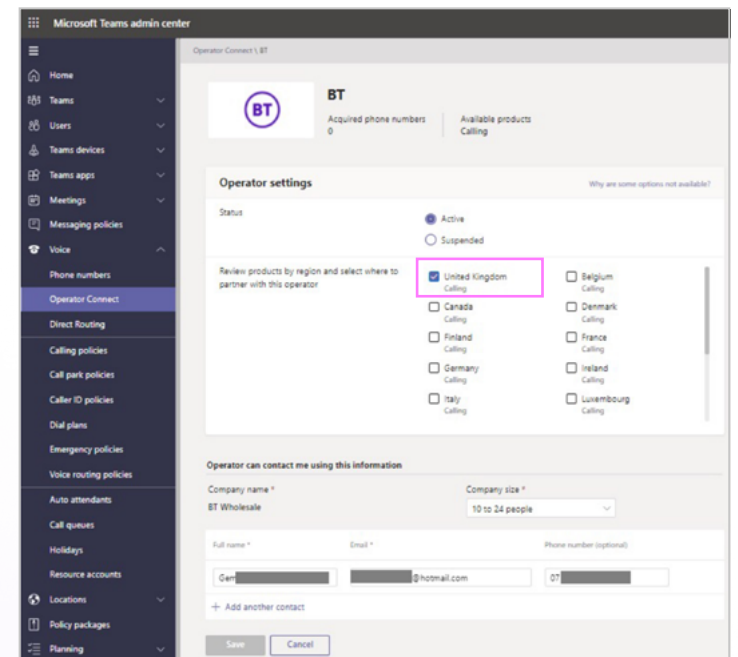 Microsoft Teams admin center
Operator Connect \ BT
Home
Teams
Users
Teams devices
Teams apps
Meetings
Messaging policies
Voice
Phone numbers
Operator Connect
Direct Routing
Calling policies
Call park policies
Caller ID policies
Dial plans
Emergency policies
Voice routing policies
Auto attendants
Call queues
Holidays
Resource accounts
Locations
Policy packages
Planning
BT
BT
Acquired phone numbers
0
Available products
Calling
Operator settings
Why are some options not available?
Status
Active
Suspended
Review products by region and select where to
partner with this operator
United Kingdom
Calling
Belgium
Calling
Canada
Calling
Denmark
Calling
Finland
Calling
France
Calling
Germany
Calling
Ireland
Calling
Italy
Calling
Luxembourg
Calling
Operator can contact me using this information
Company name *
BT Wholesale
Company size *
10 to 24 people
Full name *
Email *
Phone number (optional)
Gem
@hotmail.com
07
+ Add another contact
Save
Cancel